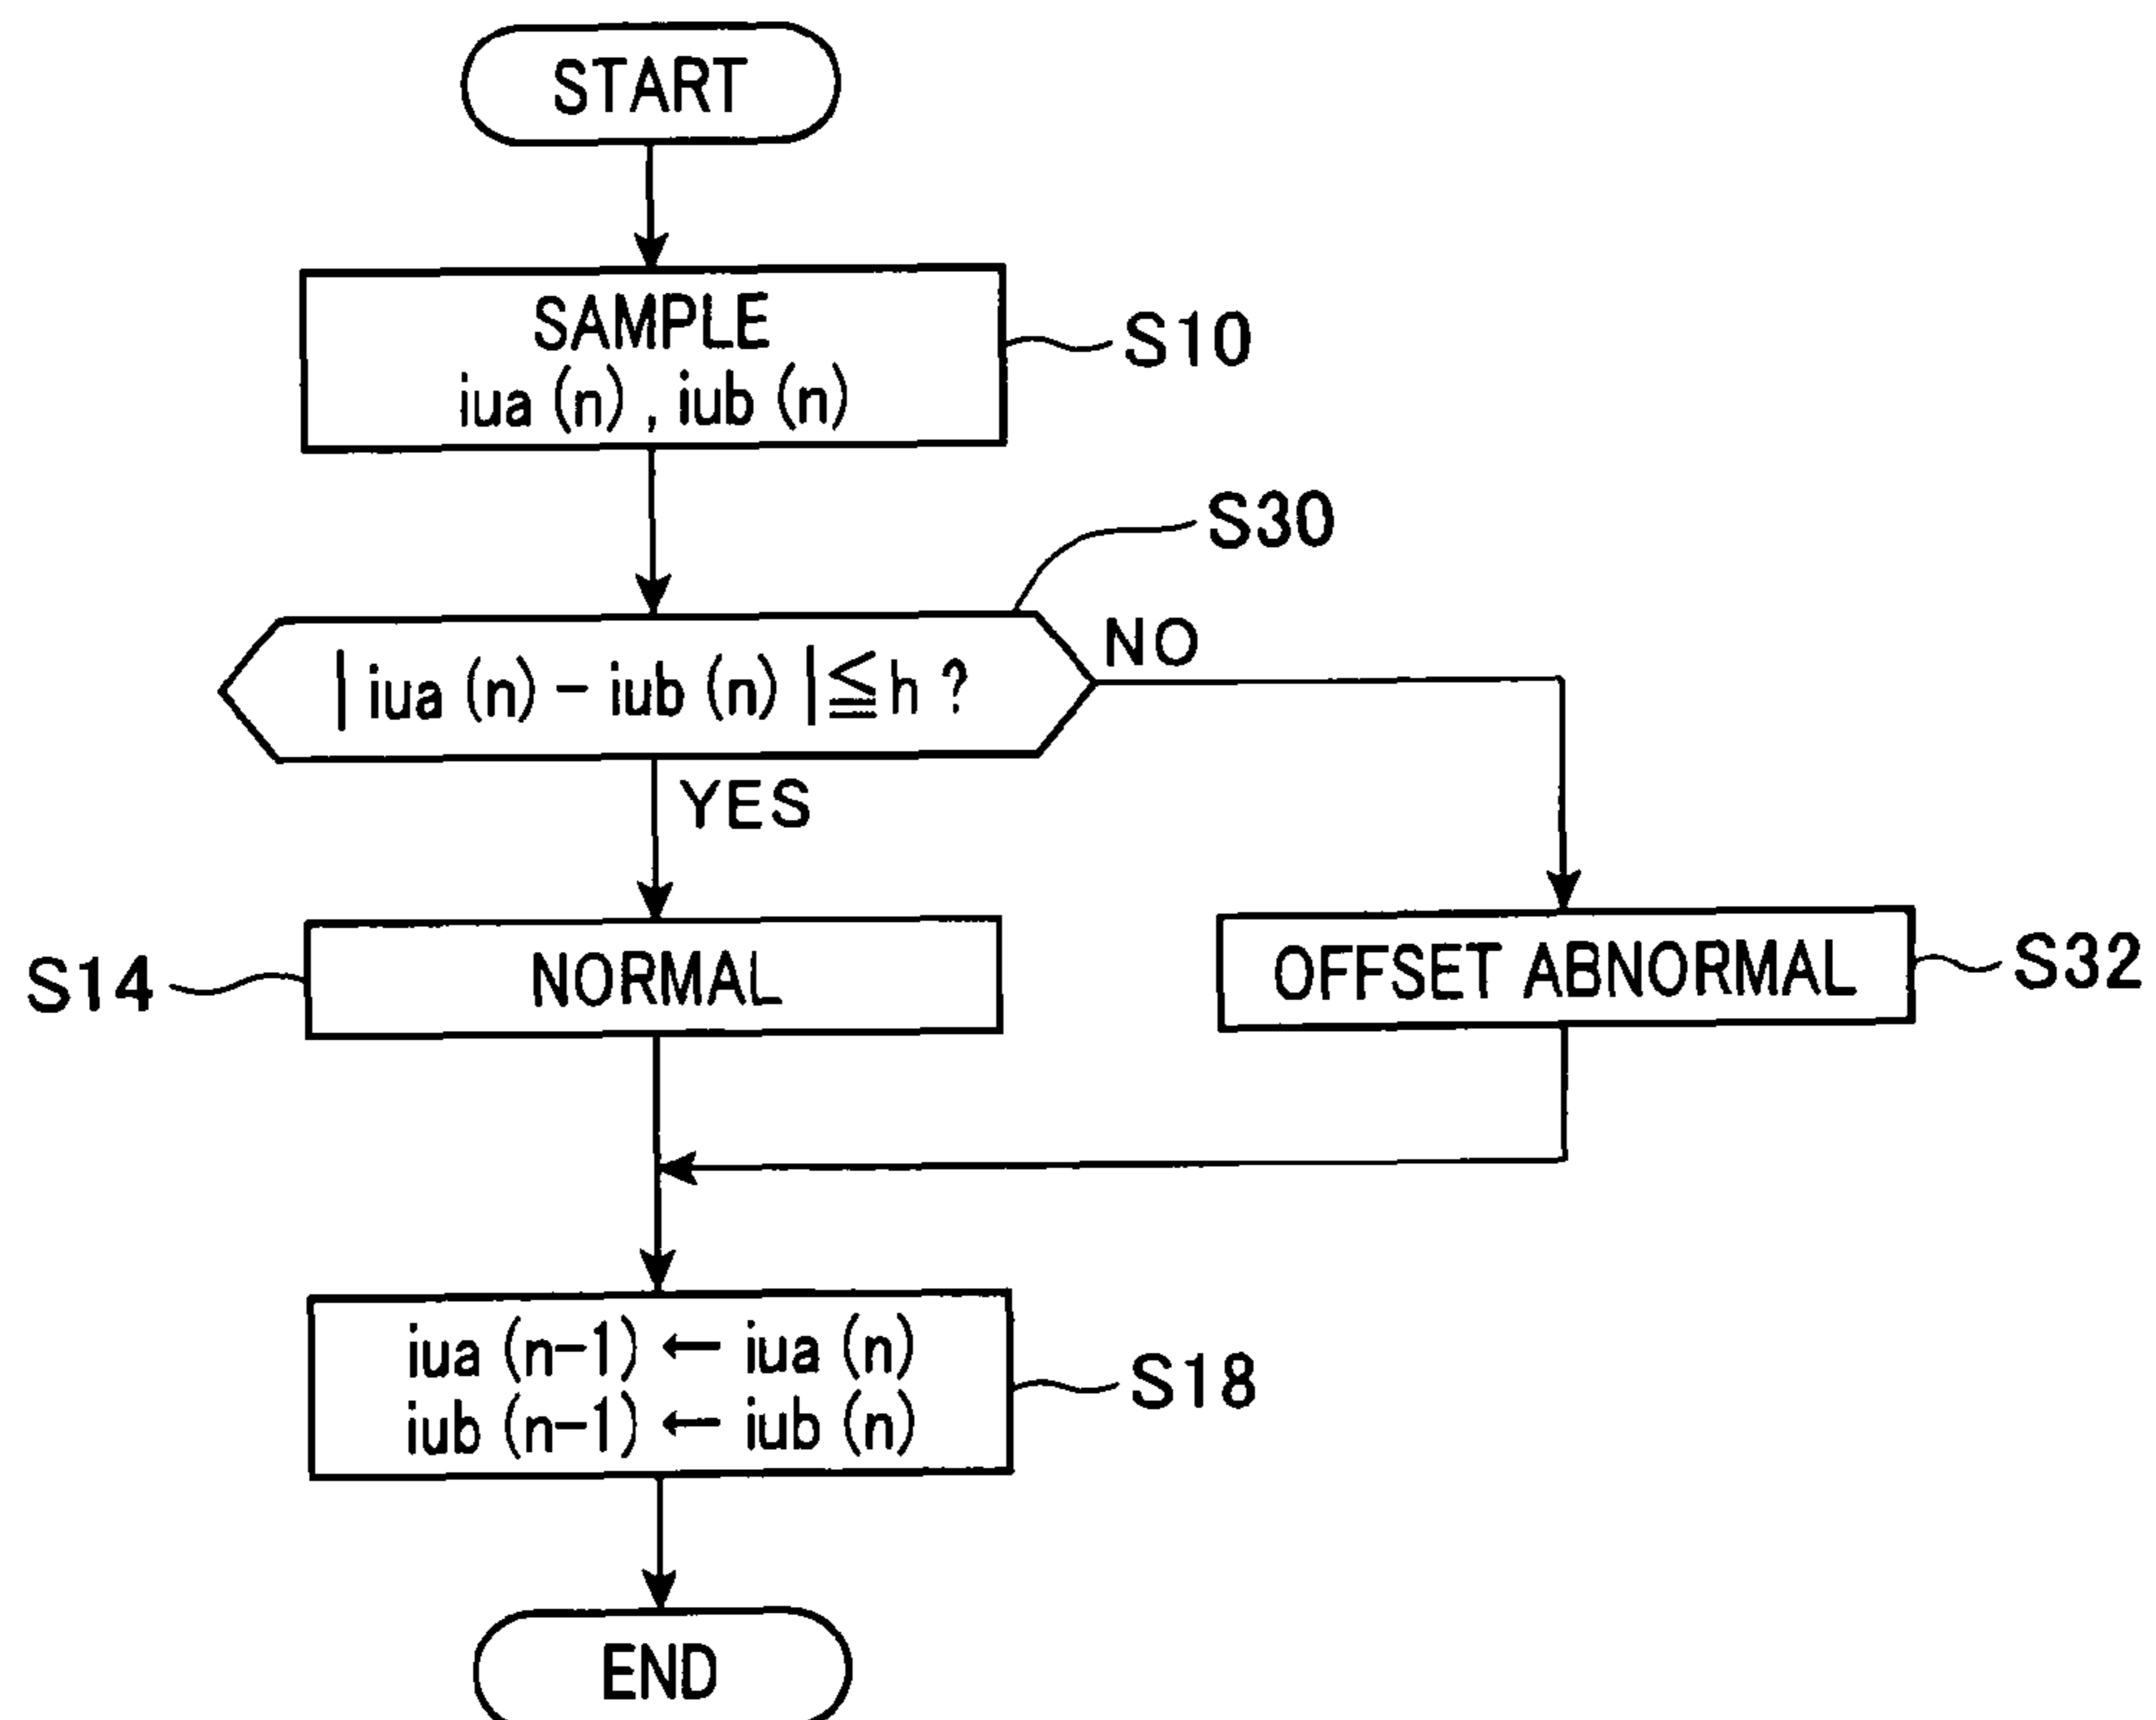 START
SAMPLE
iua (n) , iub (n)
S10
S30
| iua (n) - iub (n) | ≦ h ?
NO
YES
S14
NORMAL
OFFSET ABNORMAL
S32
iua (n-1) ← iua (n)
iub (n-1) ← iub (n)
S18
END